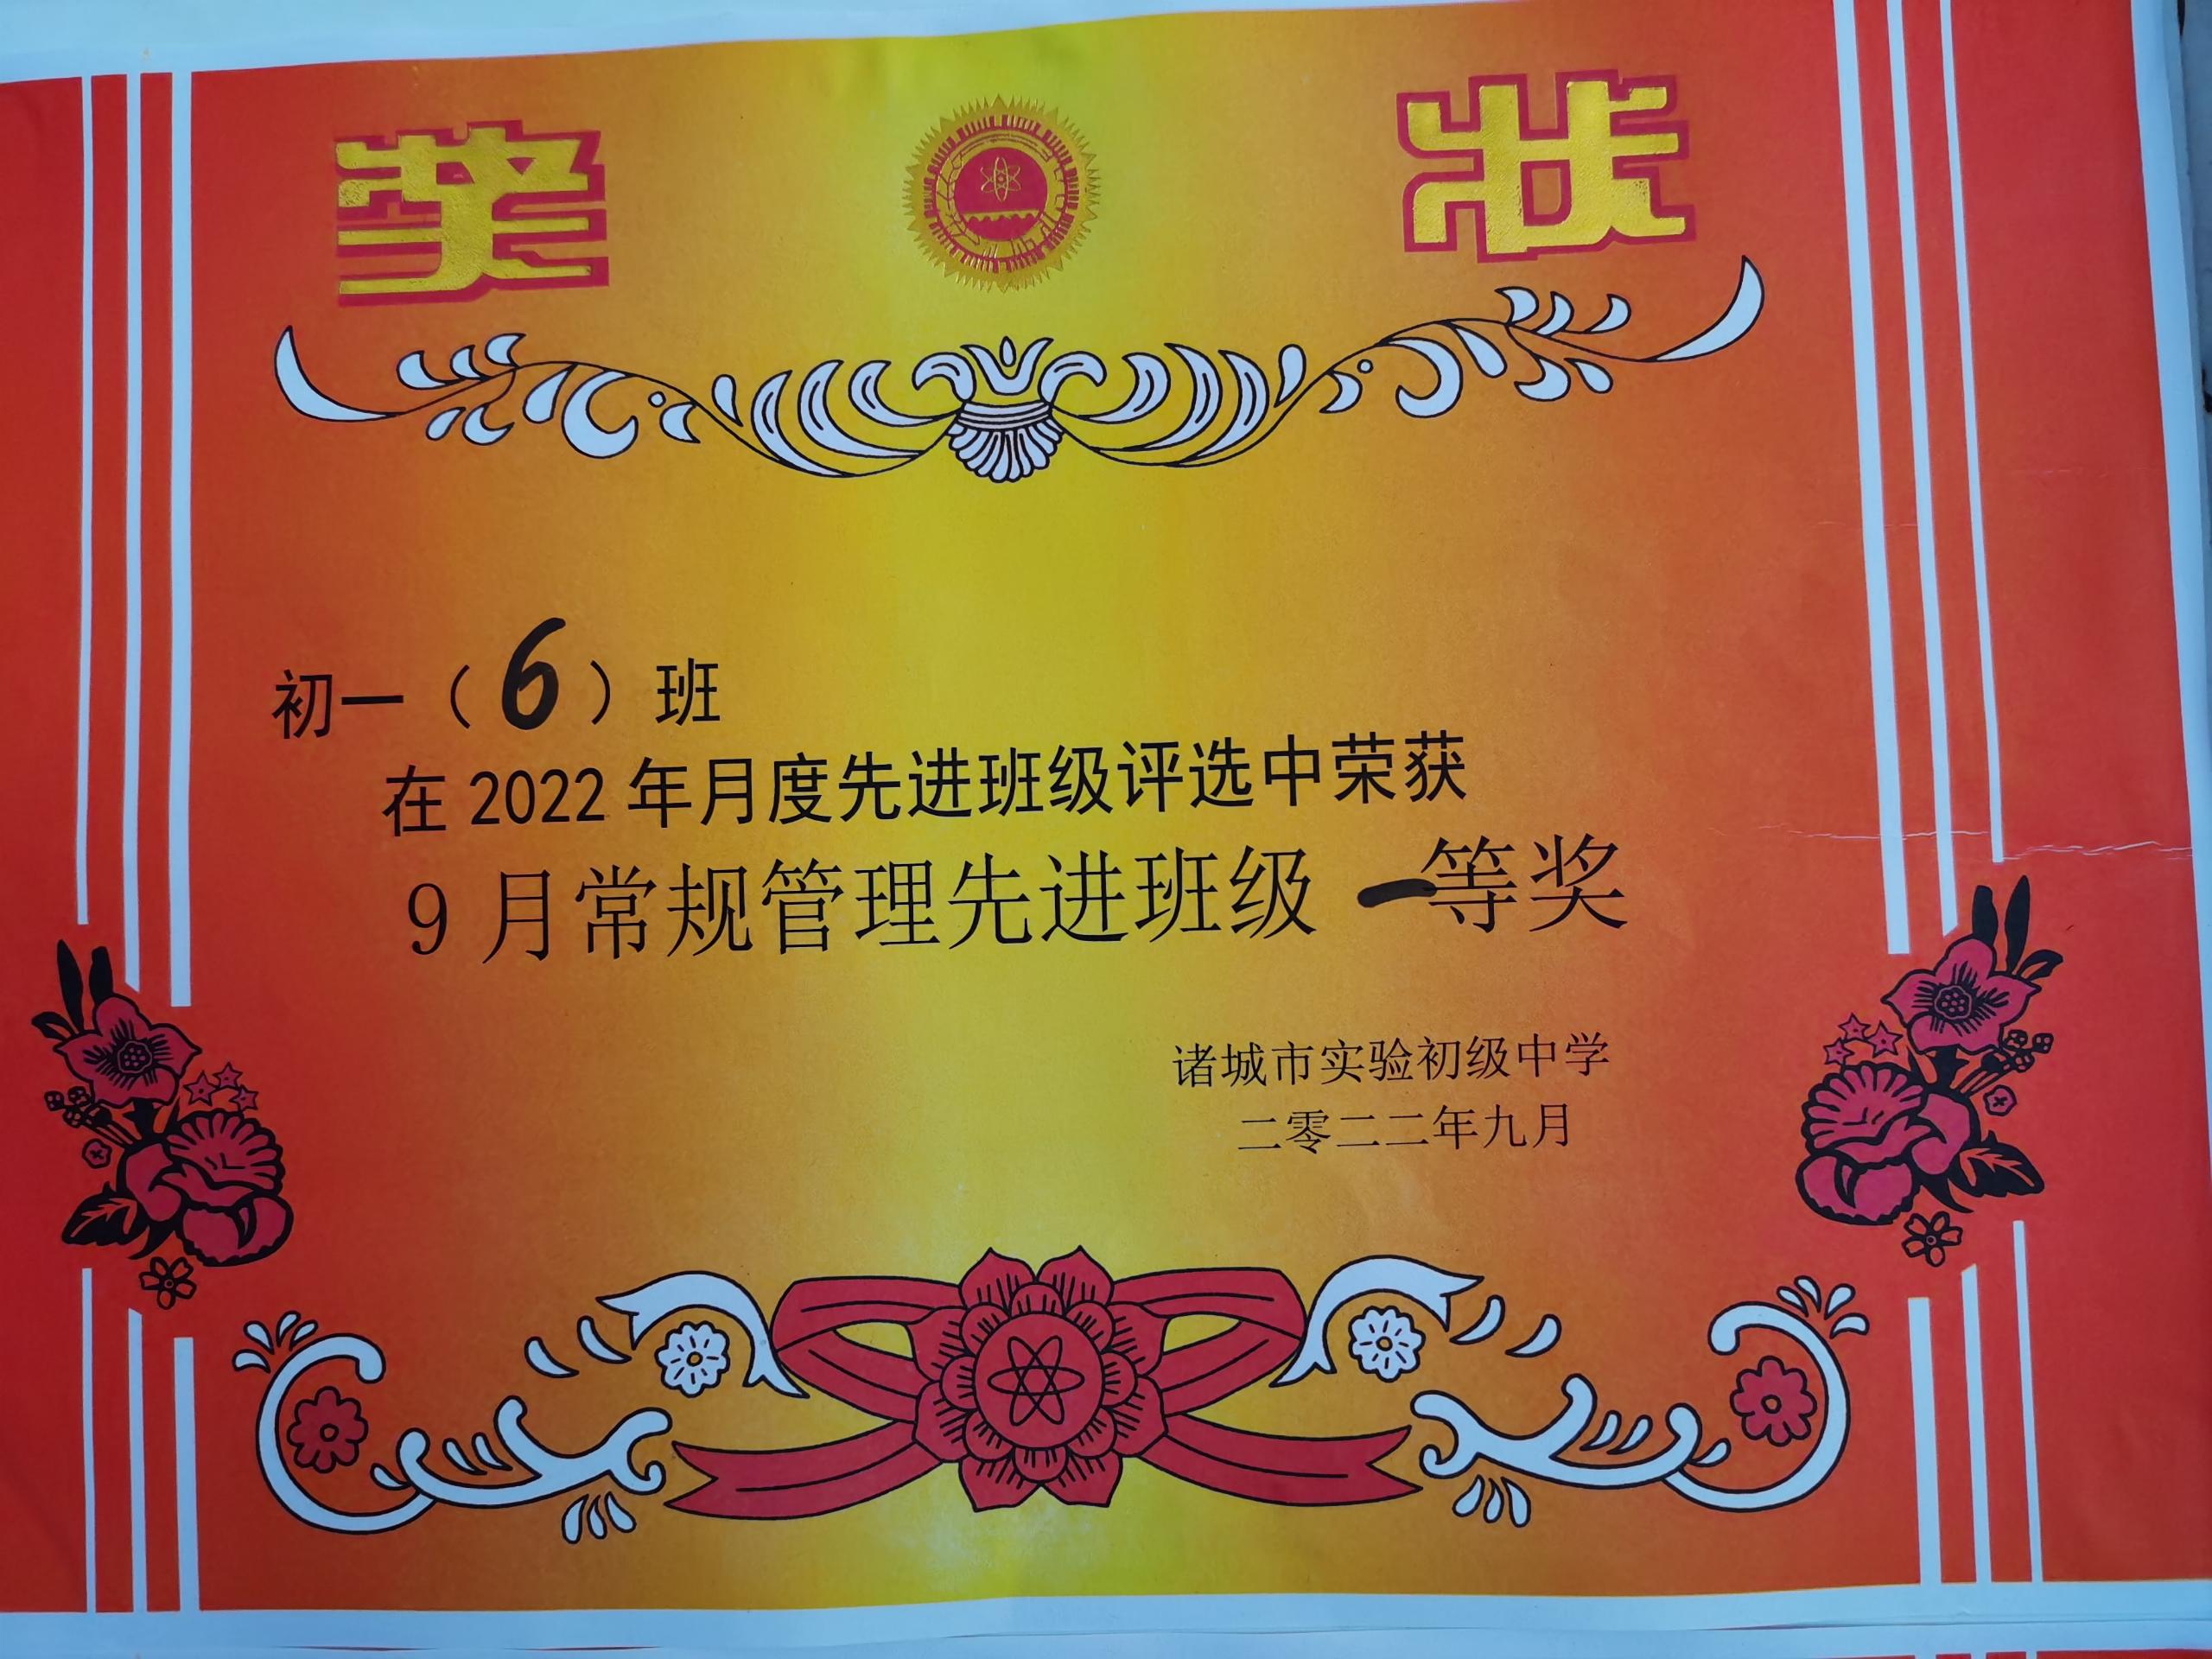 奖 状
初一（6）班
在2022年月度先进班级评选中荣获
9月常规管理先进班级 一等奖
诸城市实验初级中学
二零二二年九月